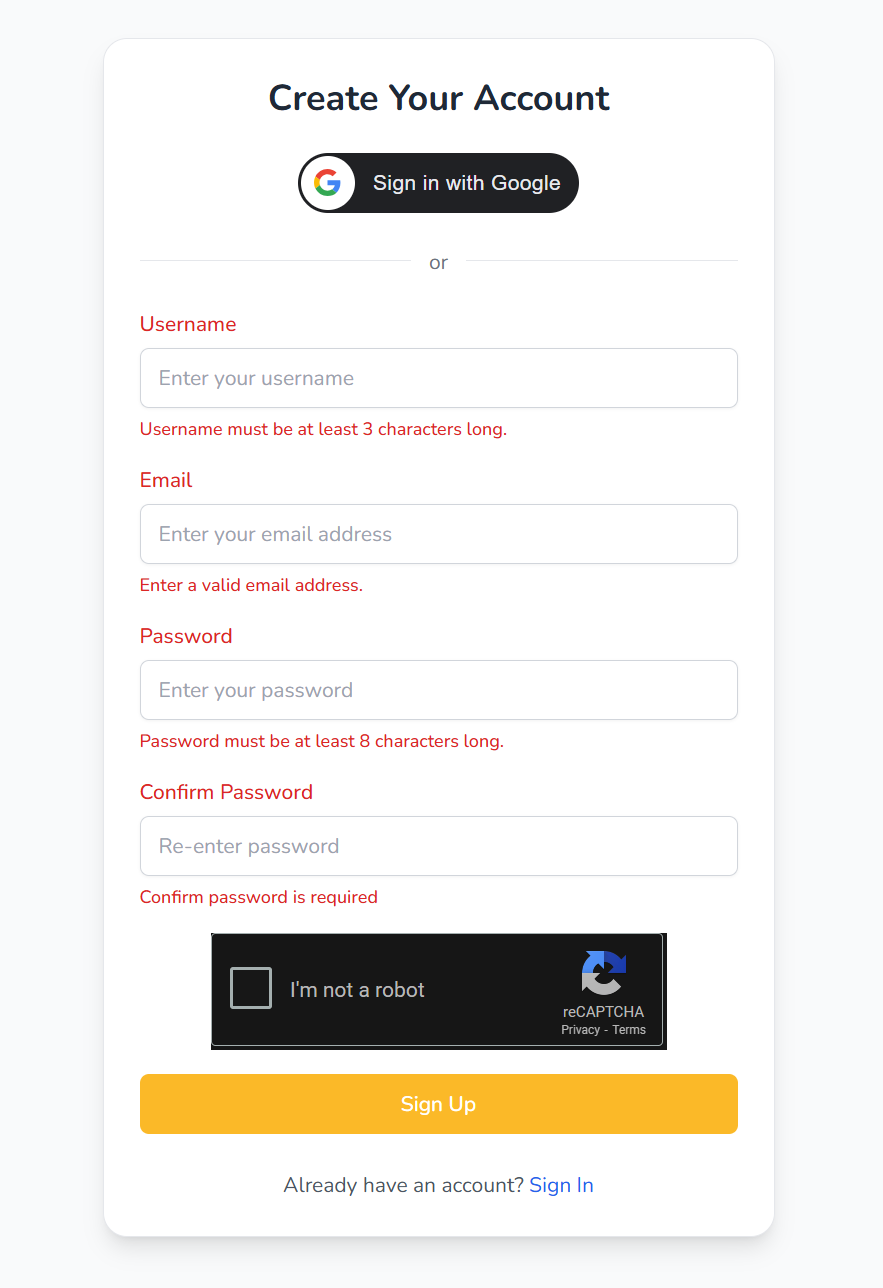 Create Your Account
Sign in with Google
or
Username
Enter your username
Username must be at least 3 characters long.
Email
Enter your email address
Enter a valid email address.
Password
Enter your password
Password must be at least 8 characters long.
Confirm Password
Re-enter password
Confirm password is required
I'm not a robot
reCAPTCHA
Privacy - Terms
Sign Up
Already have an account? Sign In